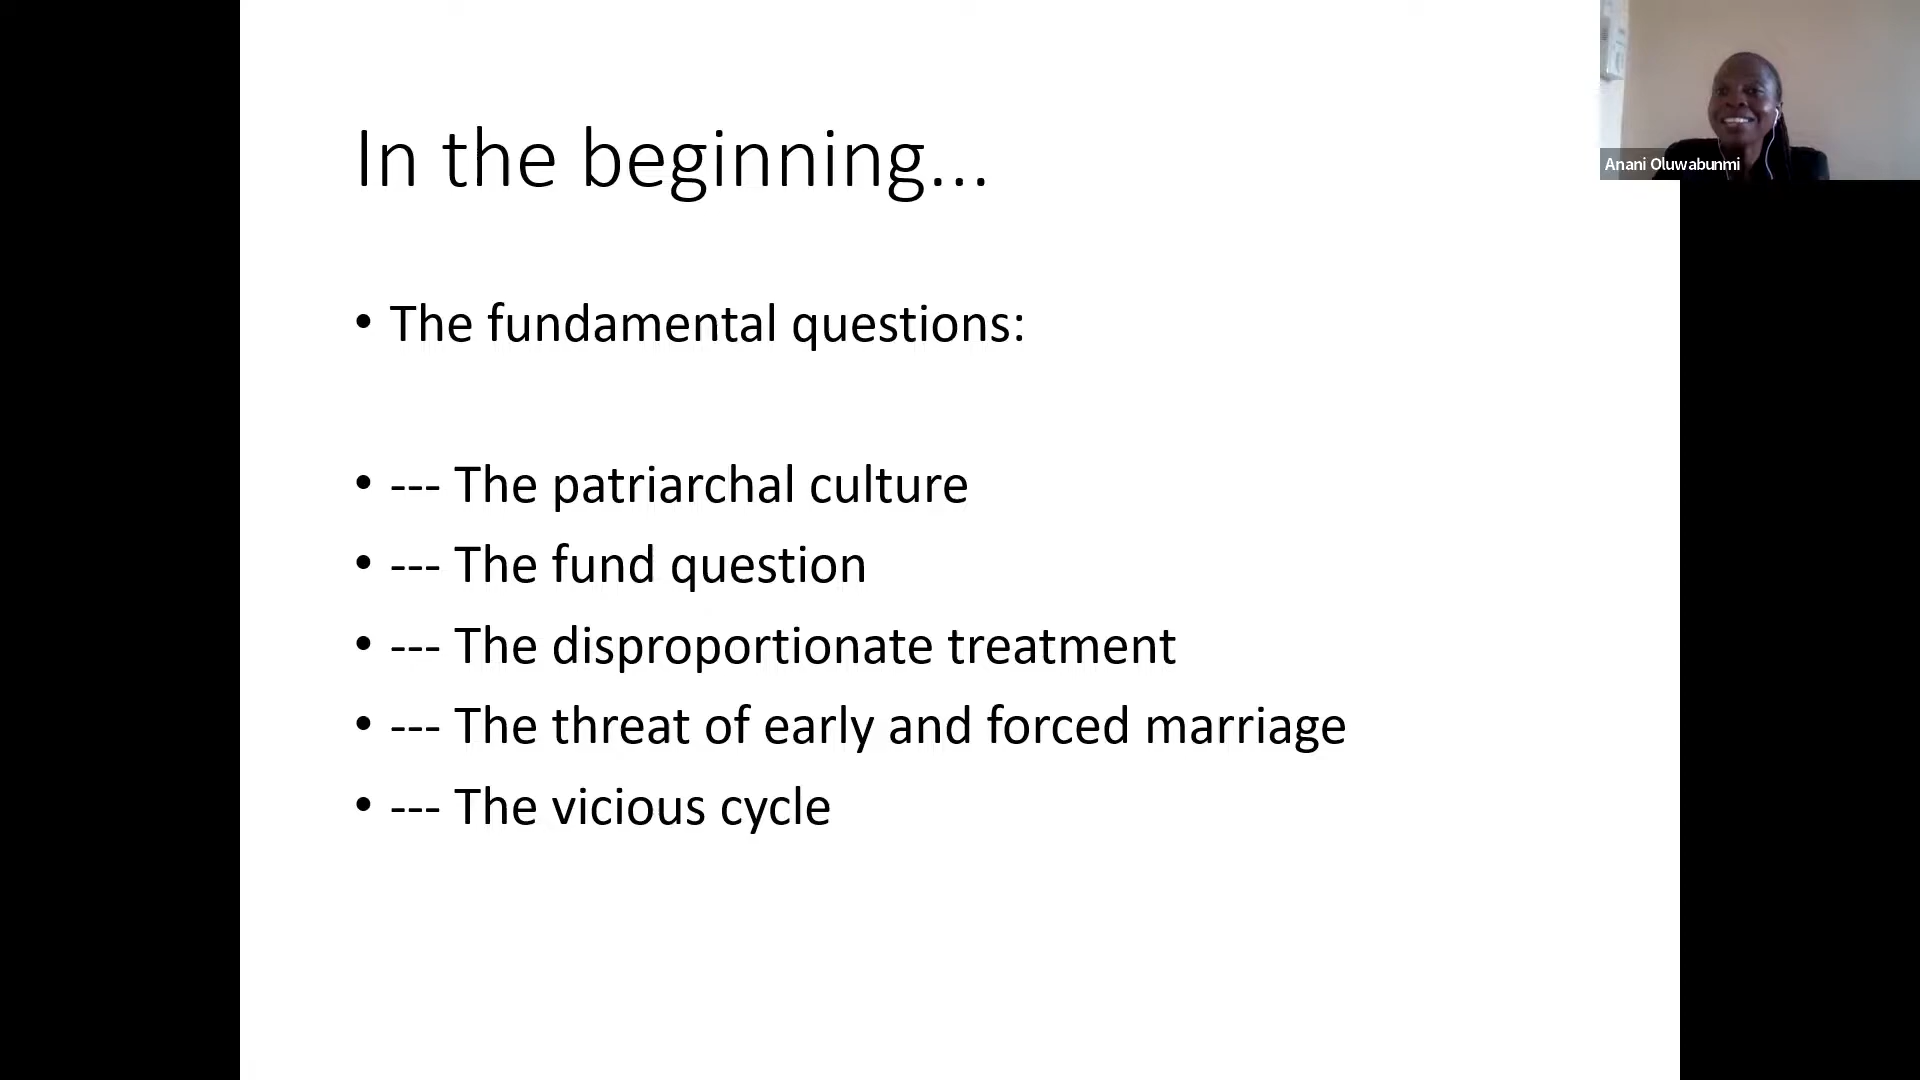 In the beginning...
Anani Oluwabunmi
• The fundamental questions:
• --- The patriarchal culture
• --- The fund question
• --- The disproportionate treatment
• --- The threat of early and forced marriage
• --- The vicious cycle